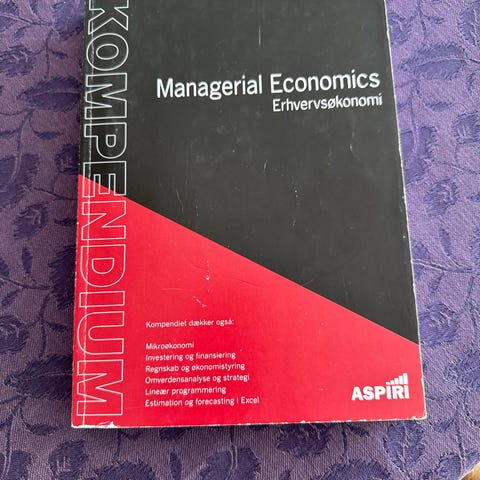 KOMPENDIUM
Managerial Economics
Erhvervsøkonomi
Kompendiet dækker også:
Mikroøkonomi
Investering og finansiering
Regnskab og økonomistyring
Omverdensanalyse og strategi
Lineær programmering
Estimation og forecasting i Excel
ASPIRI